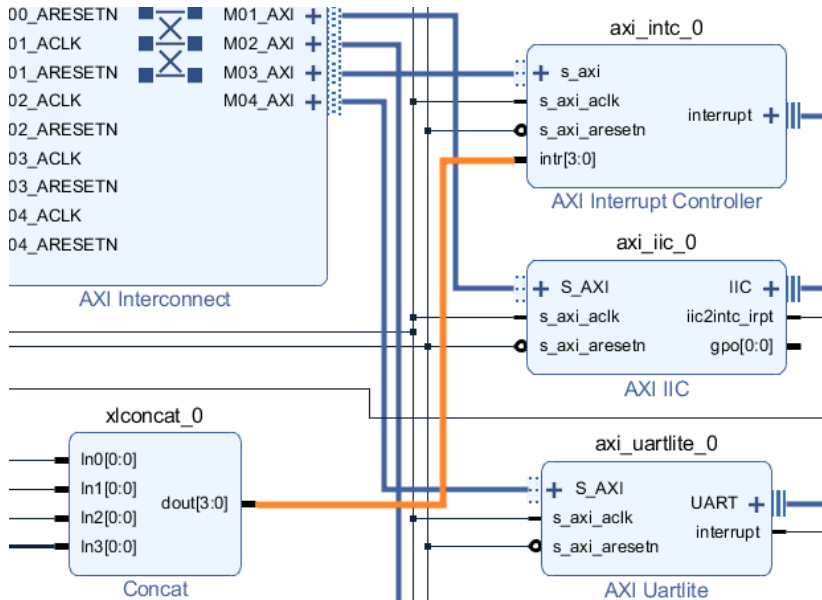 00_ARESETN
01_ACLK
01_ARESETN
02_ACLK
02_ARESETN
03_ACLK
03_ARESETN
04_ACLK
04_ARESETN
M01_AXI
M02_AXI
M03_AXI
M04_AXI
AXI Interconnect
axi_intc_0
s_axi
s_axi_aclk
s_axi_aresetn
intr[3:0]
interrupt
AXI Interrupt Controller
axi_iic_0
S_AXI
s_axi_aclk
s_axi_aresetn
IIC
iic2intc_irpt
gpo[0:0]
AXI IIC
xlconcat_0
In0[0:0]
In1[0:0]
In2[0:0]
In3[0:0]
dout[3:0]
Concat
axi_uartlite_0
S_AXI
s_axi_aclk
s_axi_aresetn
UART
interrupt
AXI Uartlite